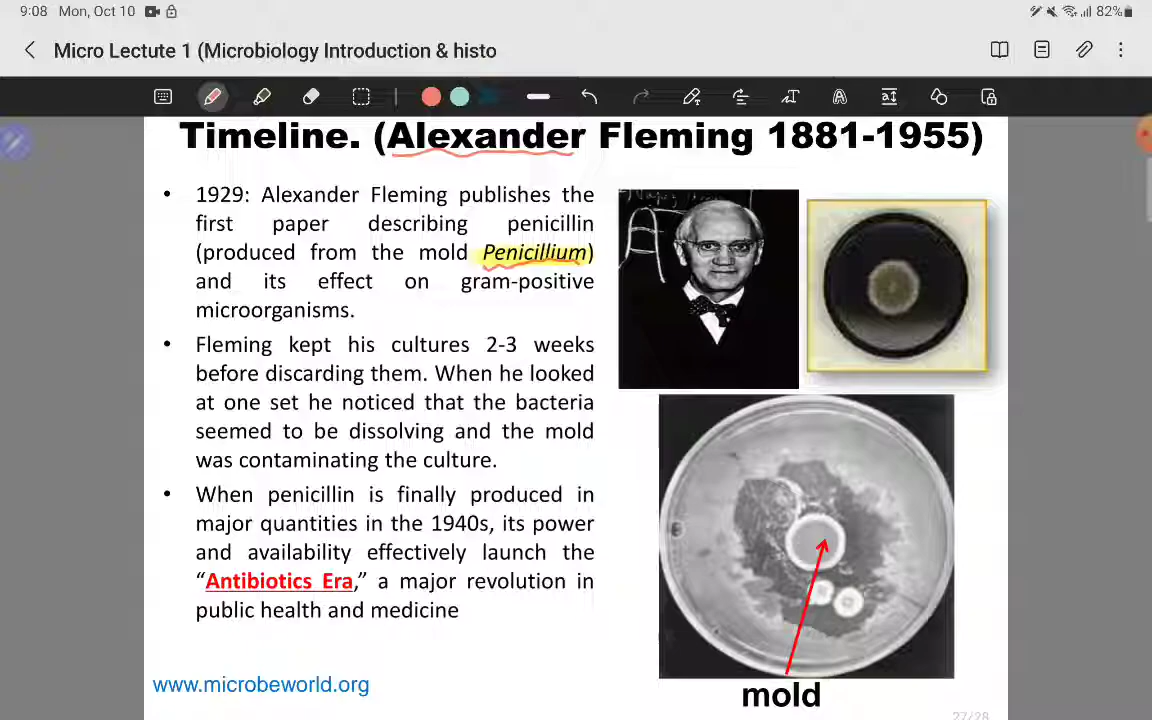 9:08 Mon, Oct 10
82%
Micro Lectute 1 (Microbiology Introduction & histo
Timeline. (Alexander Fleming 1881-1955)
• 1929: Alexander Fleming publishes the
first paper describing penicillin
(produced from the mold Penicillium)
and its effect on gram-positive
microorganisms.
• Fleming kept his cultures 2-3 weeks
before discarding them. When he looked
at one set he noticed that the bacteria
seemed to be dissolving and the mold
was contaminating the culture.
• When penicillin is finally produced in
major quantities in the 1940s, its power
and availability effectively launch the
“Antibiotics Era,” a major revolution in
public health and medicine
mold
www.microbeworld.org
27/28